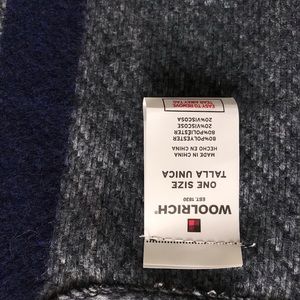 WOOLRICH
EST. 1830
ONE SIZE
TALLA UNICA
MADE IN CHINA
HECHO EN CHINA
80%POLYESTER
80%POLIESTER
20%VISCOSE
20%VISCOSA
EASY TO REMOVE
TEAR AWAY TAG